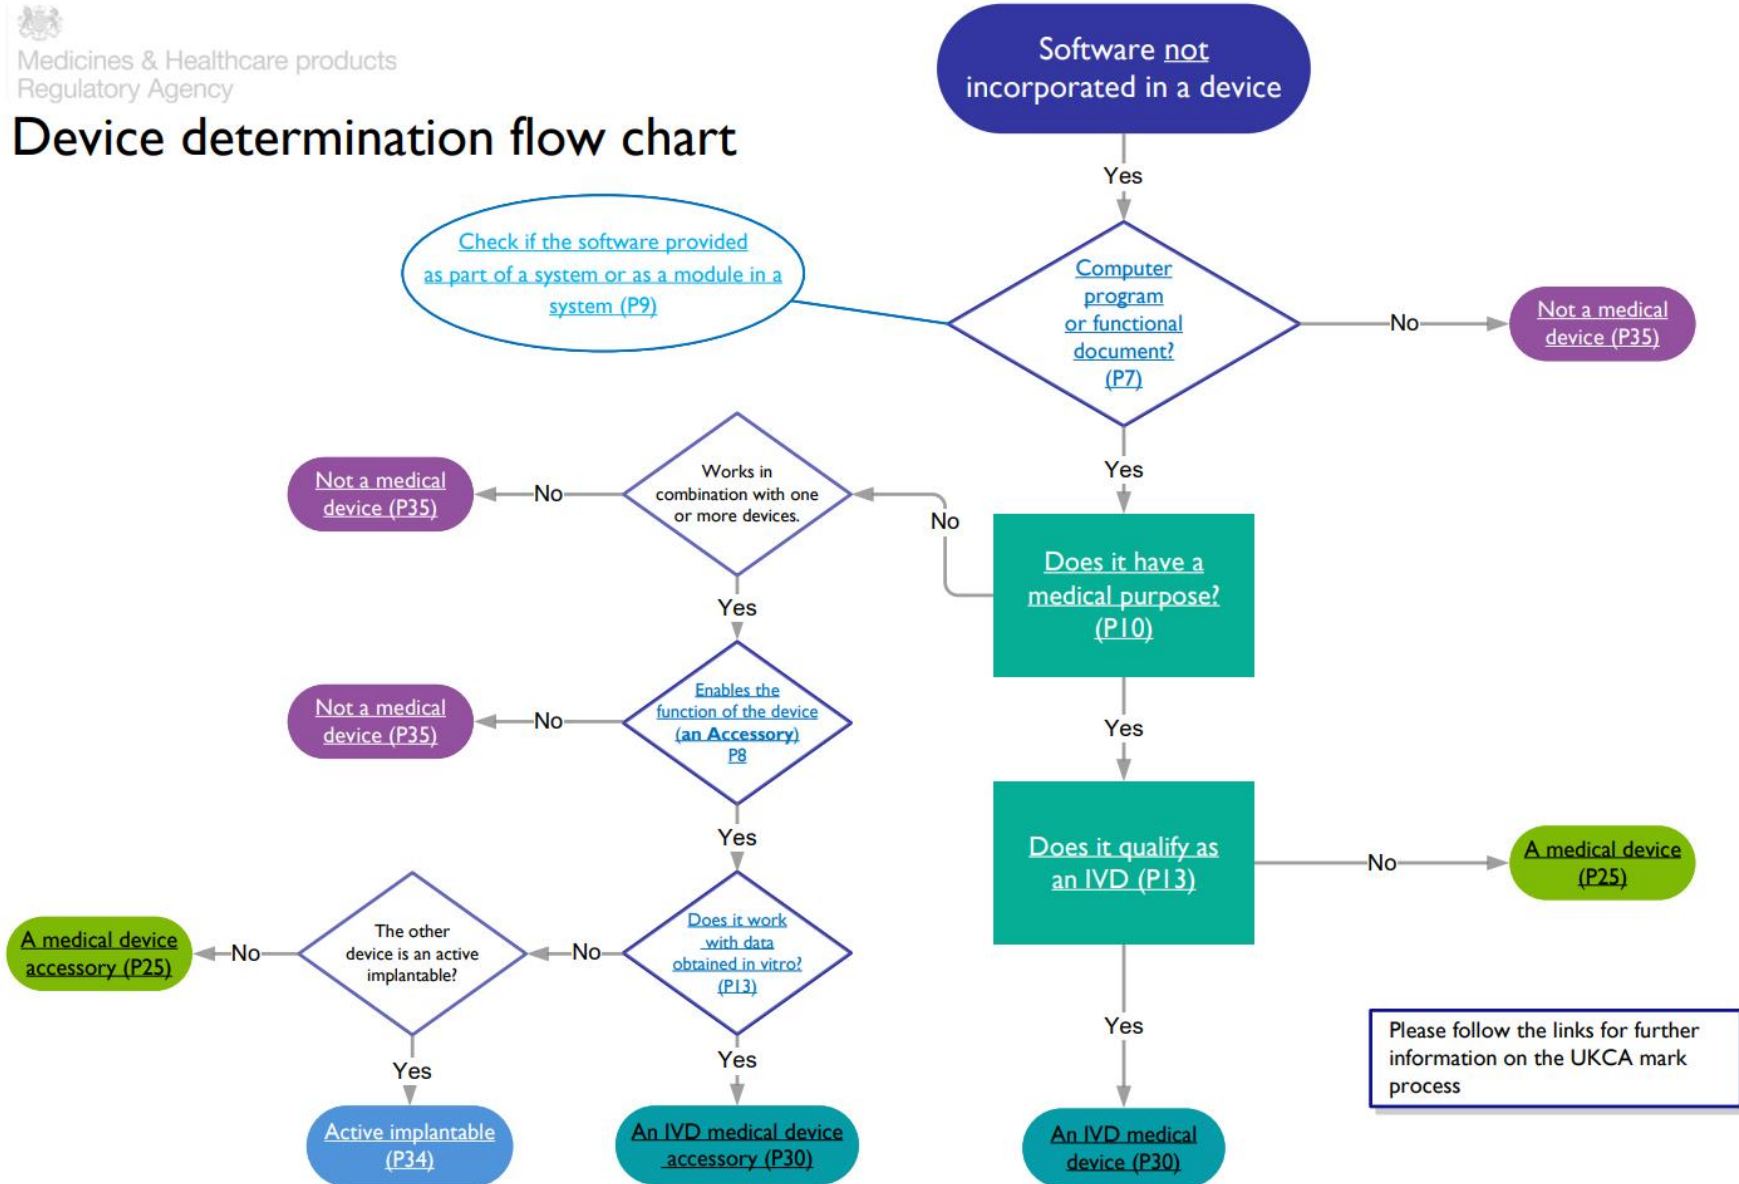 Medicines & Healthcare products
Regulatory Agency
Device determination flow chart
Software not
incorporated in a device
Yes
Check if the software provided
as part of a system or as a module in a
system (P9)
Computer
program
or functional
document?
(P7)
No
Not a medical
device (P35)
Yes
Works in
combination with one
or more devices.
No
Not a medical
device (P35)
No
Does it have a
medical purpose?
(P10)
Yes
Enables the
function of the device
(an Accessory)
P8
No
Not a medical
device (P35)
Yes
Yes
Does it qualify as
an IVD (P13)
No
A medical device
(P25)
Does it work
with data
obtained in vitro?
(P13)
No
The other
device is an active
implantable?
No
A medical device
accessory (P25)
Yes
Yes
Yes
Active implantable
(P34)
An IVD medical device
accessory (P30)
An IVD medical
device (P30)
Please follow the links for further
information on the UKCA mark
process